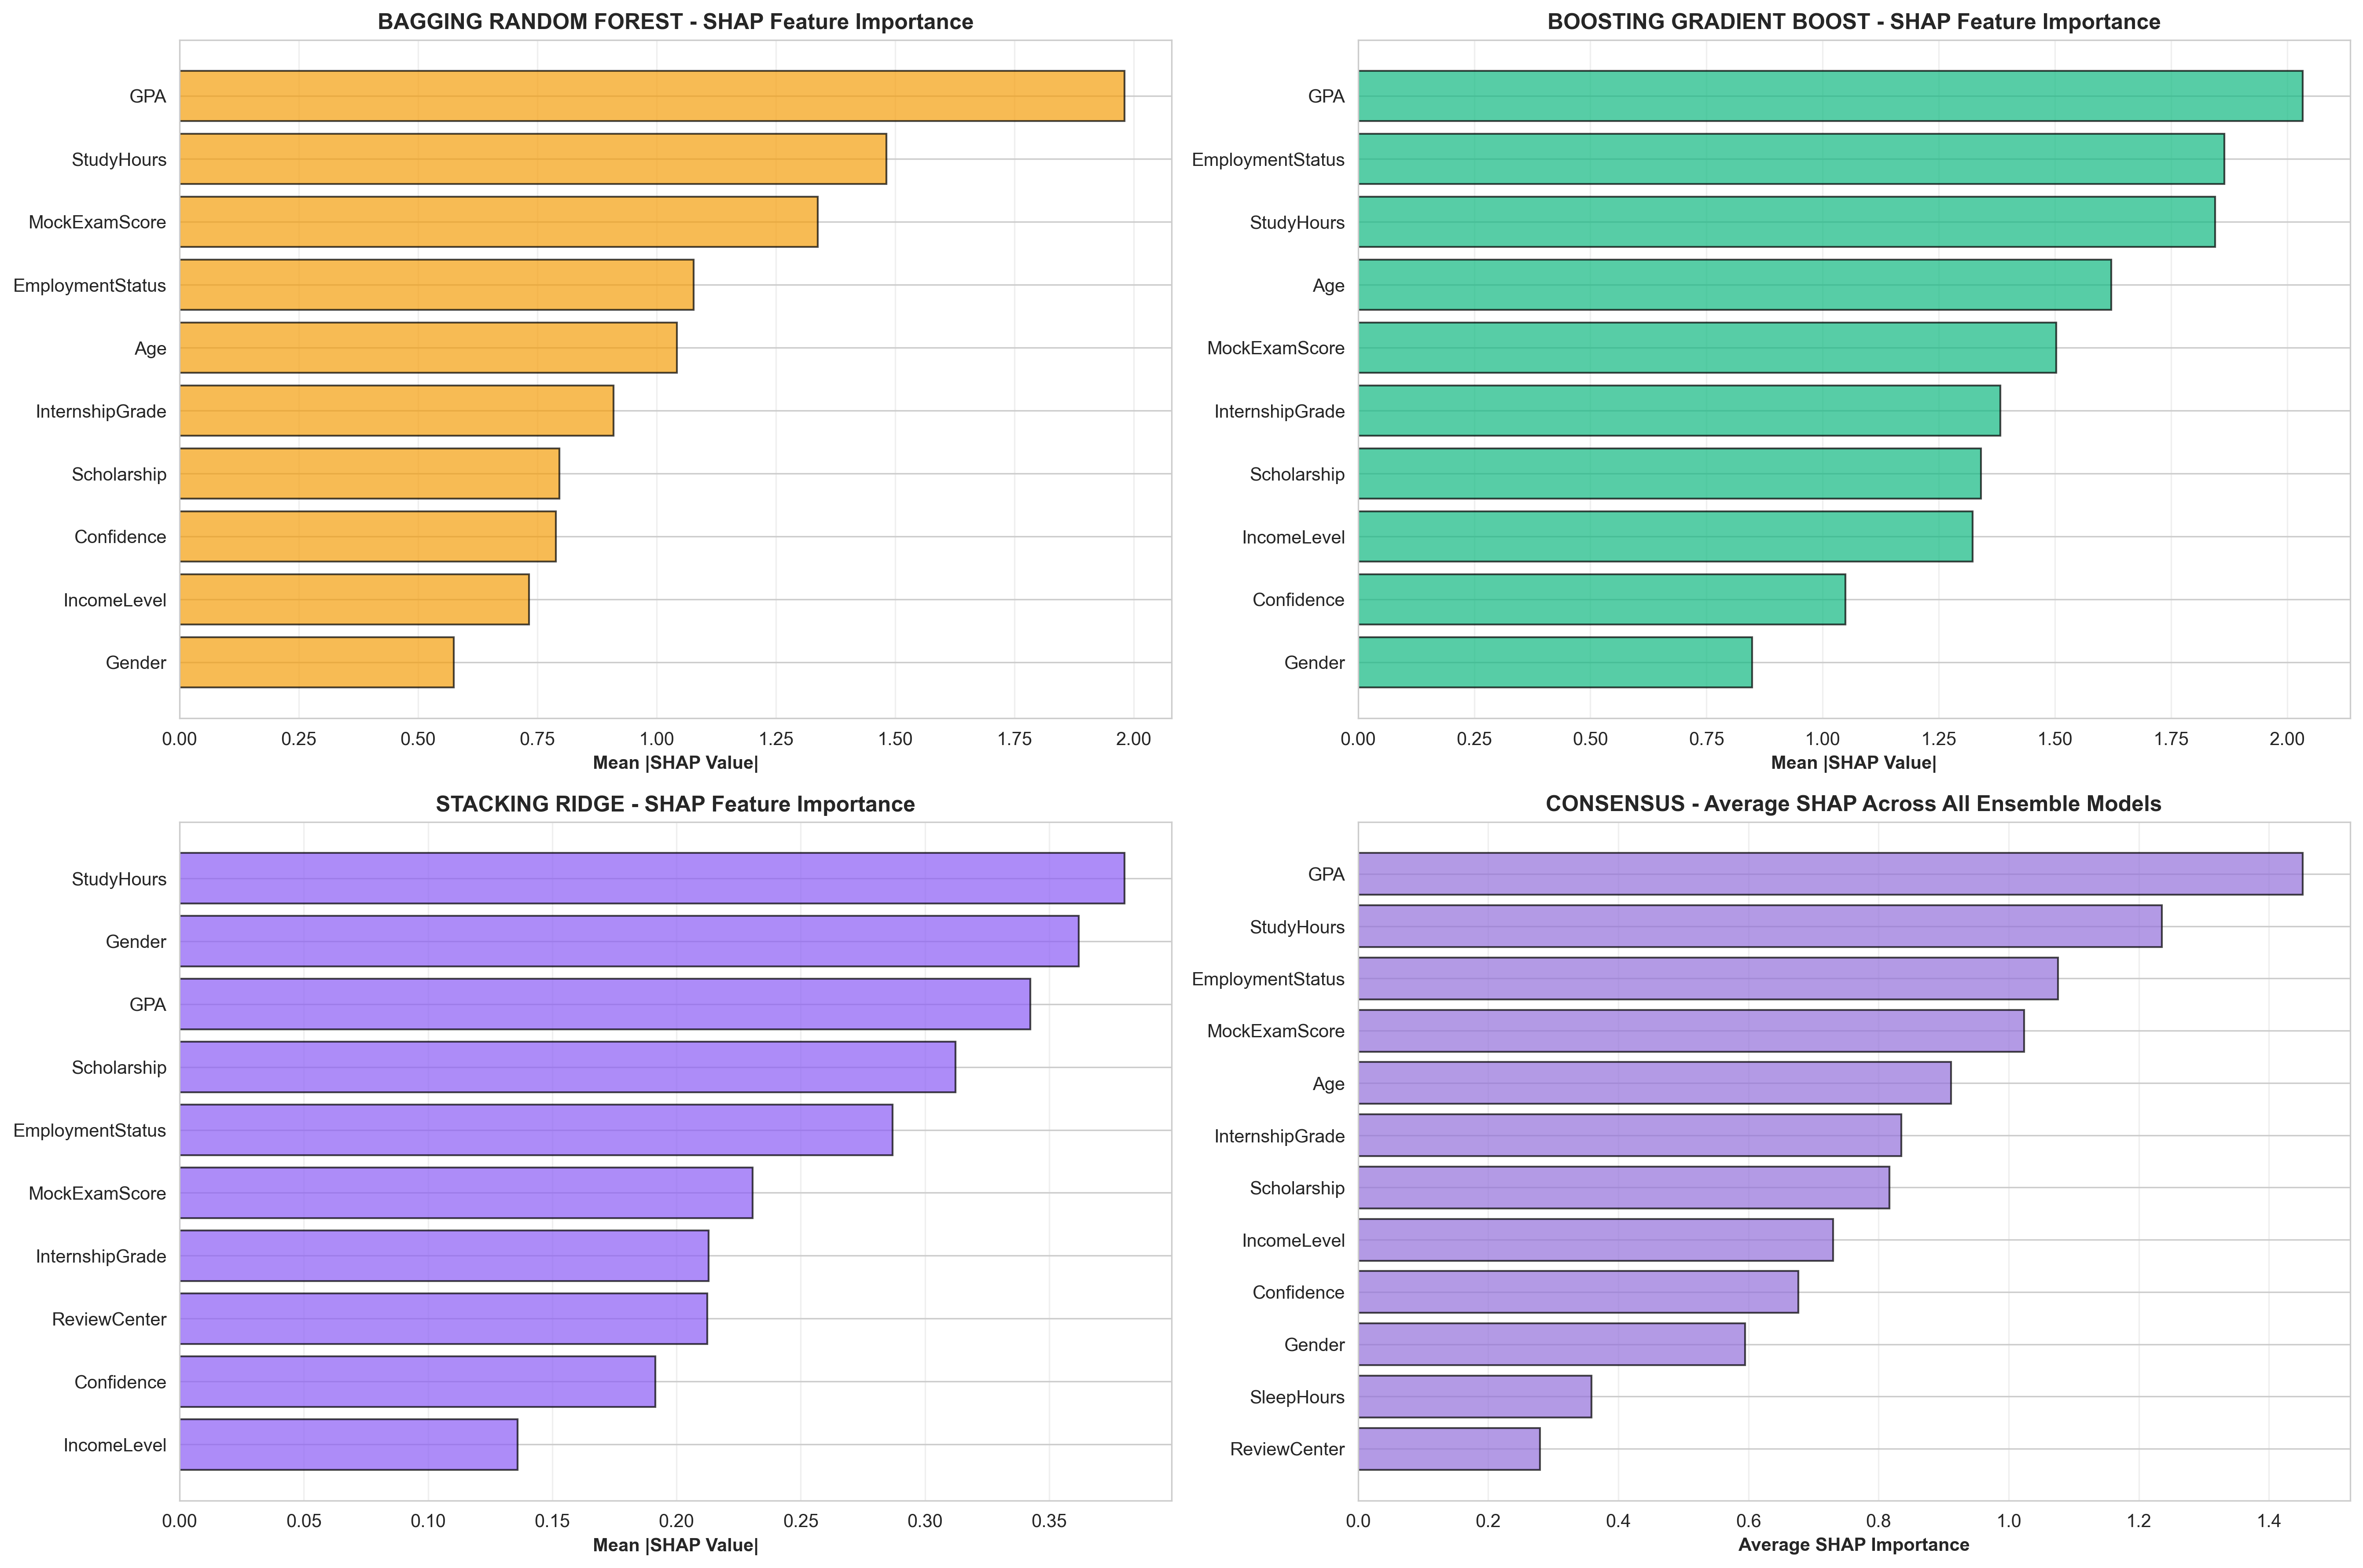 BAGGING RANDOM FOREST - SHAP Feature Importance
GPA
StudyHours
MockExamScore
EmploymentStatus
Age
InternshipGrade
Scholarship
Confidence
IncomeLevel
Gender
0.00 0.25 0.50 0.75 1.00 1.25 1.50 1.75 2.00
Mean |SHAP Value|
BOOSTING GRADIENT BOOST - SHAP Feature Importance
GPA
EmploymentStatus
StudyHours
Age
MockExamScore
InternshipGrade
Scholarship
IncomeLevel
Confidence
Gender
0.00 0.25 0.50 0.75 1.00 1.25 1.50 1.75 2.00
Mean |SHAP Value|
STACKING RIDGE - SHAP Feature Importance
StudyHours
Gender
GPA
Scholarship
EmploymentStatus
MockExamScore
InternshipGrade
ReviewCenter
Confidence
IncomeLevel
0.00 0.05 0.10 0.15 0.20 0.25 0.30 0.35
Mean |SHAP Value|
CONSENSUS - Average SHAP Across All Ensemble Models
GPA
StudyHours
EmploymentStatus
MockExamScore
Age
InternshipGrade
Scholarship
IncomeLevel
Confidence
Gender
SleepHours
ReviewCenter
0.0 0.2 0.4 0.6 0.8 1.0 1.2 1.4
Average SHAP Importance